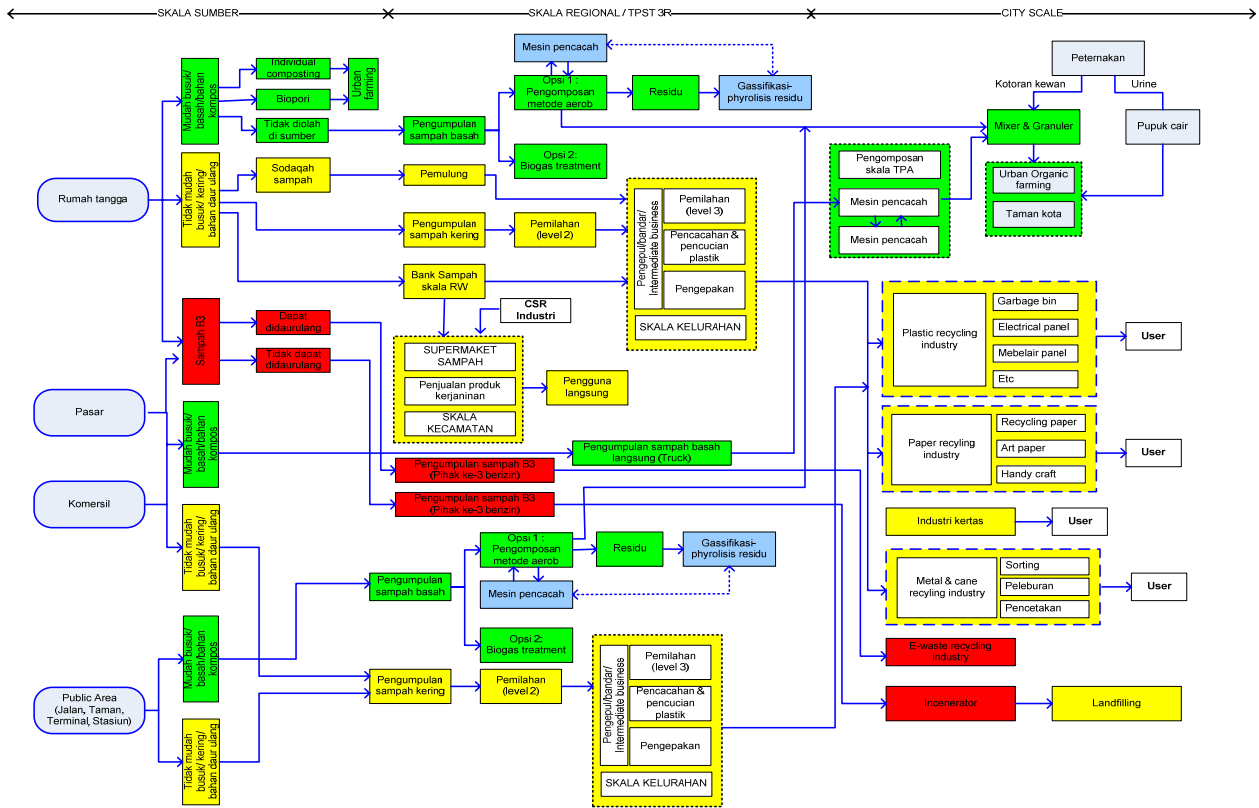 SKALA SUMBER
SKALA REGIONAL / TPST 3R
CITY SCALE
Rumah tangga
Pasar
Komersil
Public Area
(Jalan, Taman,
Terminal, Stasiun)
Mudah busuk/
basah/bahan
kompos
Individual
composting
Biopori
Urban
farming
Tidak diolah
di sumber
Tidak mudah
busuk/ kering/
bahan daur ulang
Sodaqah
sampah
Sampah B3
Dapat
didaurulang
Tidak dapat
didaurulang
Mudah busuk/
basah/bahan
kompos
Tidak mudah
busuk/ kering/
bahan daur ulang
Mudah busuk/
basah/bahan
kompos
Tidak mudah
busuk/ kering/
bahan daur ulang
Mesin pencacah
Opsi 1 :
Pengomposan
metode aerob
Residu
Gassifikasi-
phyrolisis residu
Pengumpulan
sampah basah
Opsi 2:
Biogas treatment
Pemulung
Pengumpulan
sampah kering
Pemilahan
(level 2)
Bank Sampah
skala RW
CSR
Industri
Pengepul/bandar/
Intermediate business
Pemilahan
(level 3)
Pencacahan &
pencucian
plastik
Pengepakan
SKALA KELURAHAN
SUPERMAKET
SAMPAH
Penjualan produk
kerjaninan
SKALA
KECAMATAN
Pengguna
langsung
Pengumpulan sampah basah
langsung (Truck)
Pengumpulan sampah B3
(Pihak ke-3 berizin)
Pengumpulan sampah B3
(Pihak ke-3 berizin)
Opsi 1 :
Pengomposan
metode aerob
Residu
Gassifikasi-
phyrolisis residu
Mesin pencacah
Pengumpulan
sampah basah
Opsi 2:
Biogas treatment
Pengumpulan
sampah kering
Pemilahan
(level 2)
Pengepul/bandar/
Intermediate business
Pemilahan
(level 3)
Pencacahan &
pencucian
plastik
Pengepakan
SKALA KELURAHAN
Peternakan
Kotoran kewan
Urine
Mixer & Granuler
Pupuk cair
Pengomposan
skala TPA
Mesin pencacah
Mesin pencacah
Urban Organic
farming
Taman kota
Plastic recycling
industry
Garbage bin
Electrical panel
Mebelair panel
Etc
User
Paper recyling
industry
Recycling paper
Art paper
Handy craft
User
Industri kertas
User
Metal & cane
recyling industry
Sorting
Peleburan
Pencetakan
User
E-waste recycling
industry
Incenerator
Landfilling